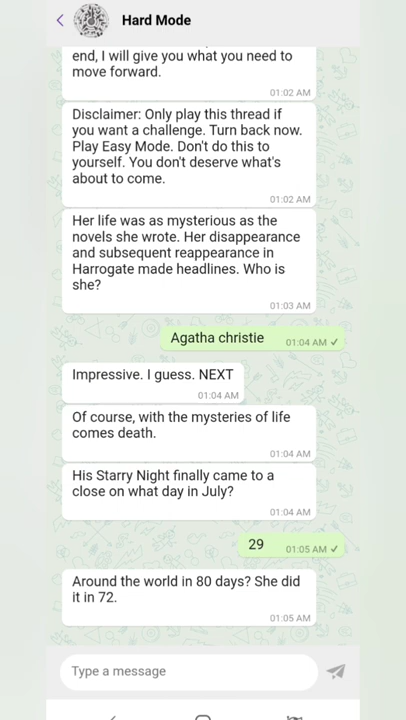 Hard Mode
end, I will give you what you need to
move forward.
01:02 AM
Disclaimer: Only play this thread if
you want a challenge. Turn back now.
Play Easy Mode. Don't do this to
yourself. You don't deserve what's
about to come.
01:02 AM
Her life was as mysterious as the
novels she wrote. Her disappearance
and subsequent reappearance in
Harrogate made headlines. Who is
she?
01:03 AM
Agatha christie 01:04 AM ✓
Impressive. I guess. NEXT
01:04 AM
Of course, with the mysteries of life
comes death.
01:04 AM
His Starry Night finally came to a
close on what day in July?
01:04 AM
29 01:05 AM ✓
Around the world in 80 days? She did
it in 72.
01:05 AM
Type a message